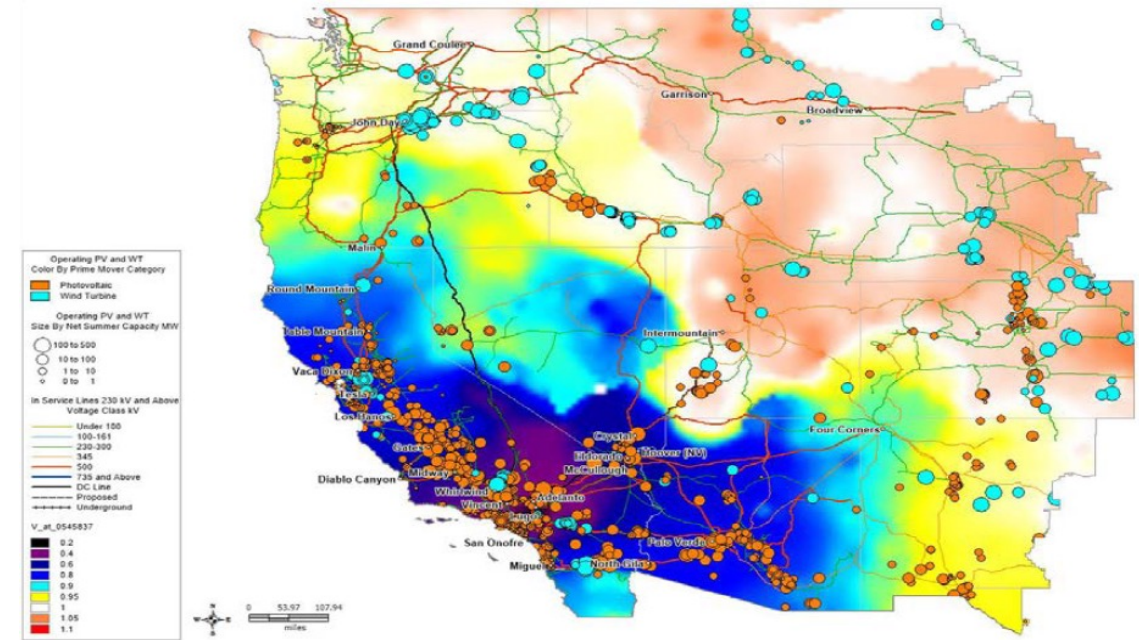 Grand Coulee
Garrison
Broadview
John Day
Malin
Round Mountain
Table Mountain
Intermountain
Vaca Dixon
Tesla
Los Banos
Four Corners
Crystal
Gates
Eldorado
Hoover (NV)
Midway
McCullough
Diablo Canyon
Whirlwind
Adelanto
Vincent
Lugo
San Onofre
Palo Verde
Miguel
North Gila
Operating PV and WT
Color By Prime Mover Category
Photovoltaic
Wind Turbine
Operating PV and WT
Size By Net Summer Capacity MW
100 to 500
10 to 100
1 to 10
0 to 1
In Service Lines 230 kV and Above
Voltage Class kV
Under 100
100-161
230-300
345
500
735 and Above
DC Line
Proposed
Underground
V_at_0545837
0.2
0.4
0.6
0.8
0.9
0.95
1
1.05
1.1
N
W E
S
0 53.97 107.94
miles